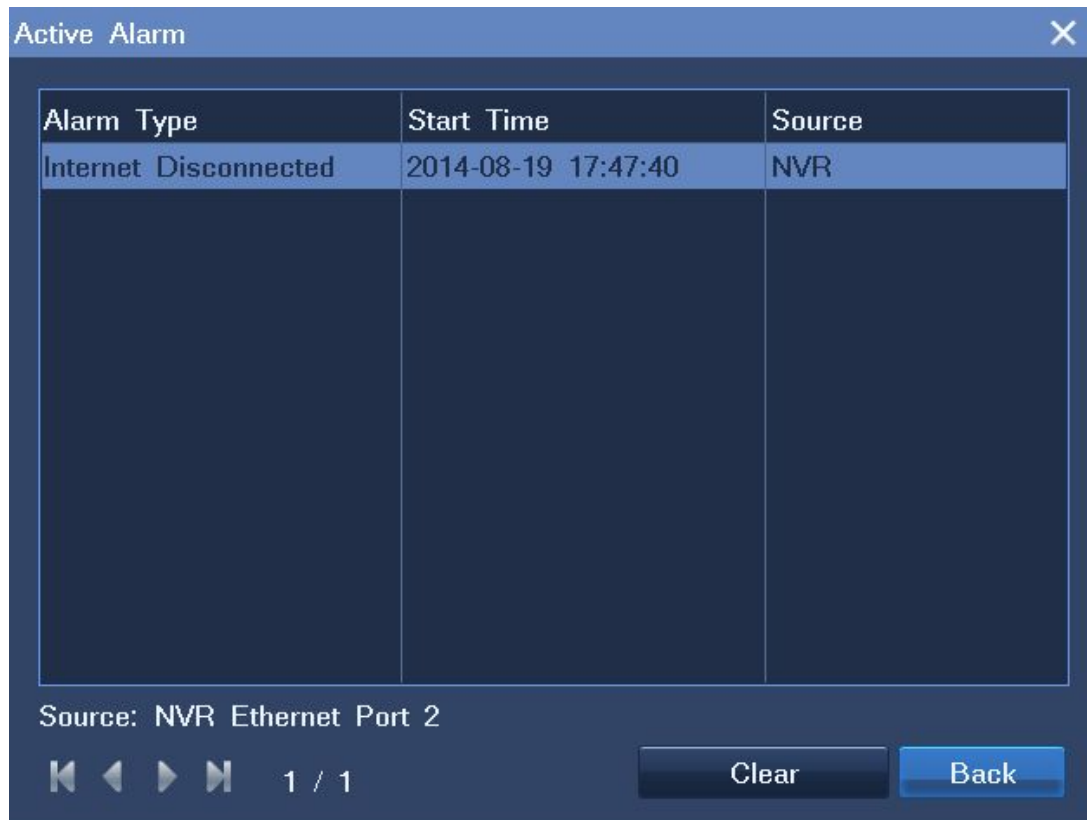 Active Alarm
Alarm Type Start Time Source
Internet Disconnected 2014-08-19 17:47:40 NVR
Source: NVR Ethernet Port 2
1 / 1 Clear Back